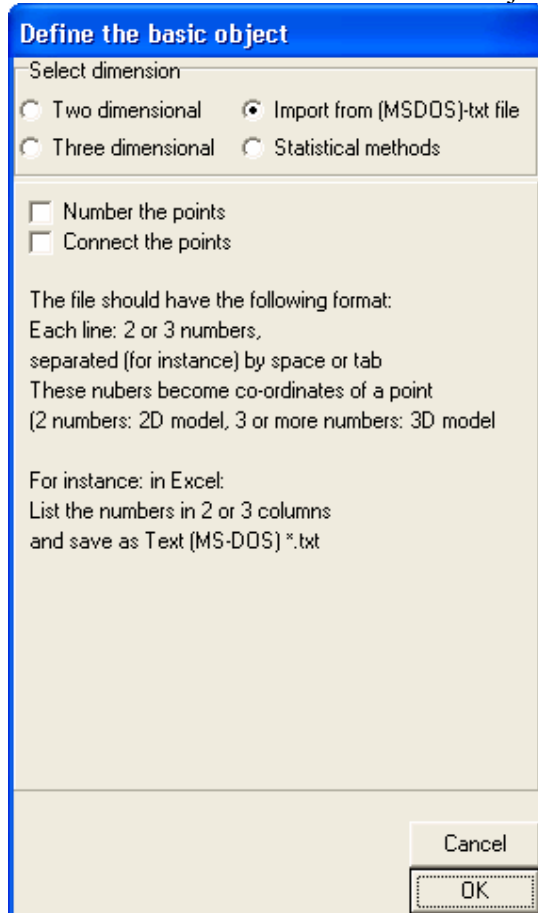 Define the basic object
Select dimension
Two dimensional Import from (MSDOS)-txt file
Three dimensional Statistical methods
Number the points
Connect the points
The file should have the following format:
Each line: 2 or 3 numbers,
separated (for instance) by space or tab
These nubers become co-ordinates of a point
(2 numbers: 2D model, 3 or more numbers: 3D model
For instance: in Excel:
List the numbers in 2 or 3 columns
and save as Text (MS-DOS) *.txt
Cancel
OK